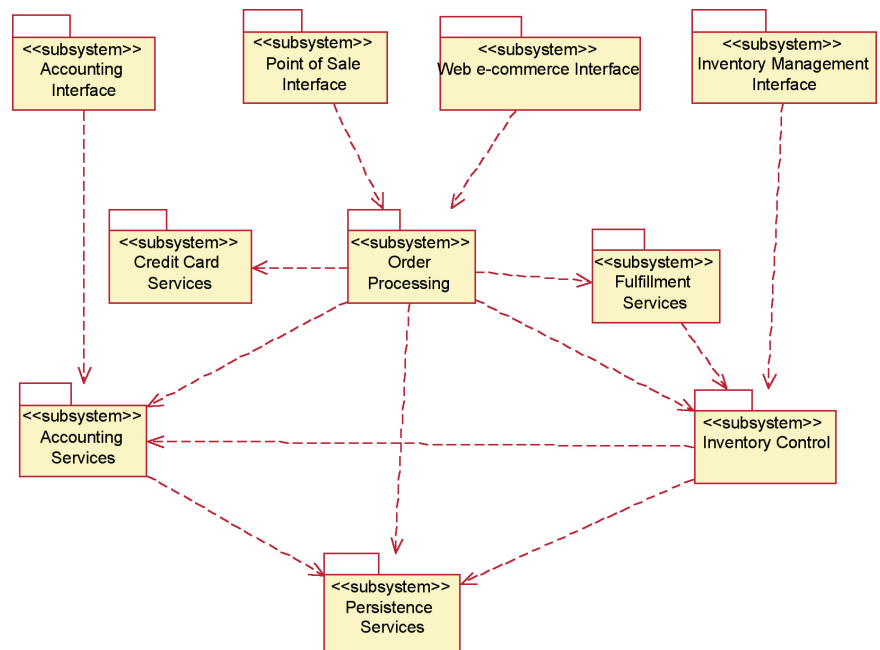 <<subsystem>>
Accounting
Interface
<<subsystem>>
Point of Sale
Interface
<<subsystem>>
Web e-commerce Interface
<<subsystem>>
Inventory Management
Interface
<<subsystem>>
Credit Card
Services
<<subsystem>>
Order
Processing
<<subsystem>>
Fulfillment
Services
<<subsystem>>
Accounting
Services
<<subsystem>>
Inventory Control
<<subsystem>>
Persistence
Services